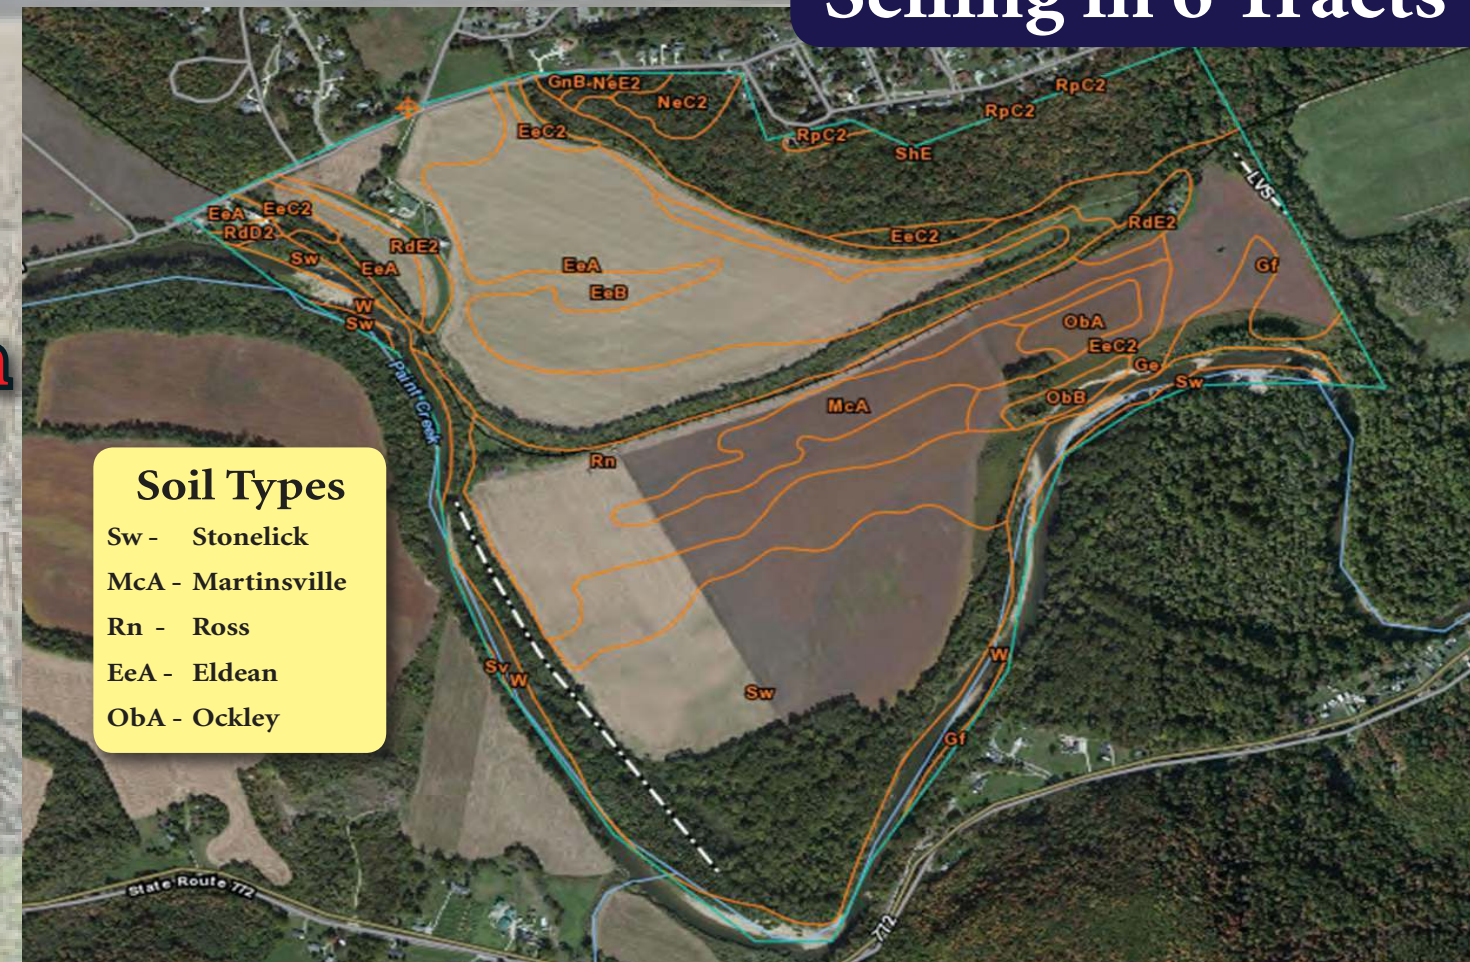 Selling in 6 Tracts
GnB-NeE2
NeC2
RpC2
RpC2
EeC2
RpC2
ShE
LVS
EeA
EeC2
RdD2
RdE2
EeC2
RdE2
Sw
EeA
EeA
Gf
EeB
W
Sw
ObA
EeC2
Paint Creek
Ge
Sw
McA
ObB
Rn
Soil Types
Sw - Stonelick
McA - Martinsville
Rn - Ross
EeA - Eldean
ObA - Ockley
W
Sw
W
Sw
Gf
State Route 772
772